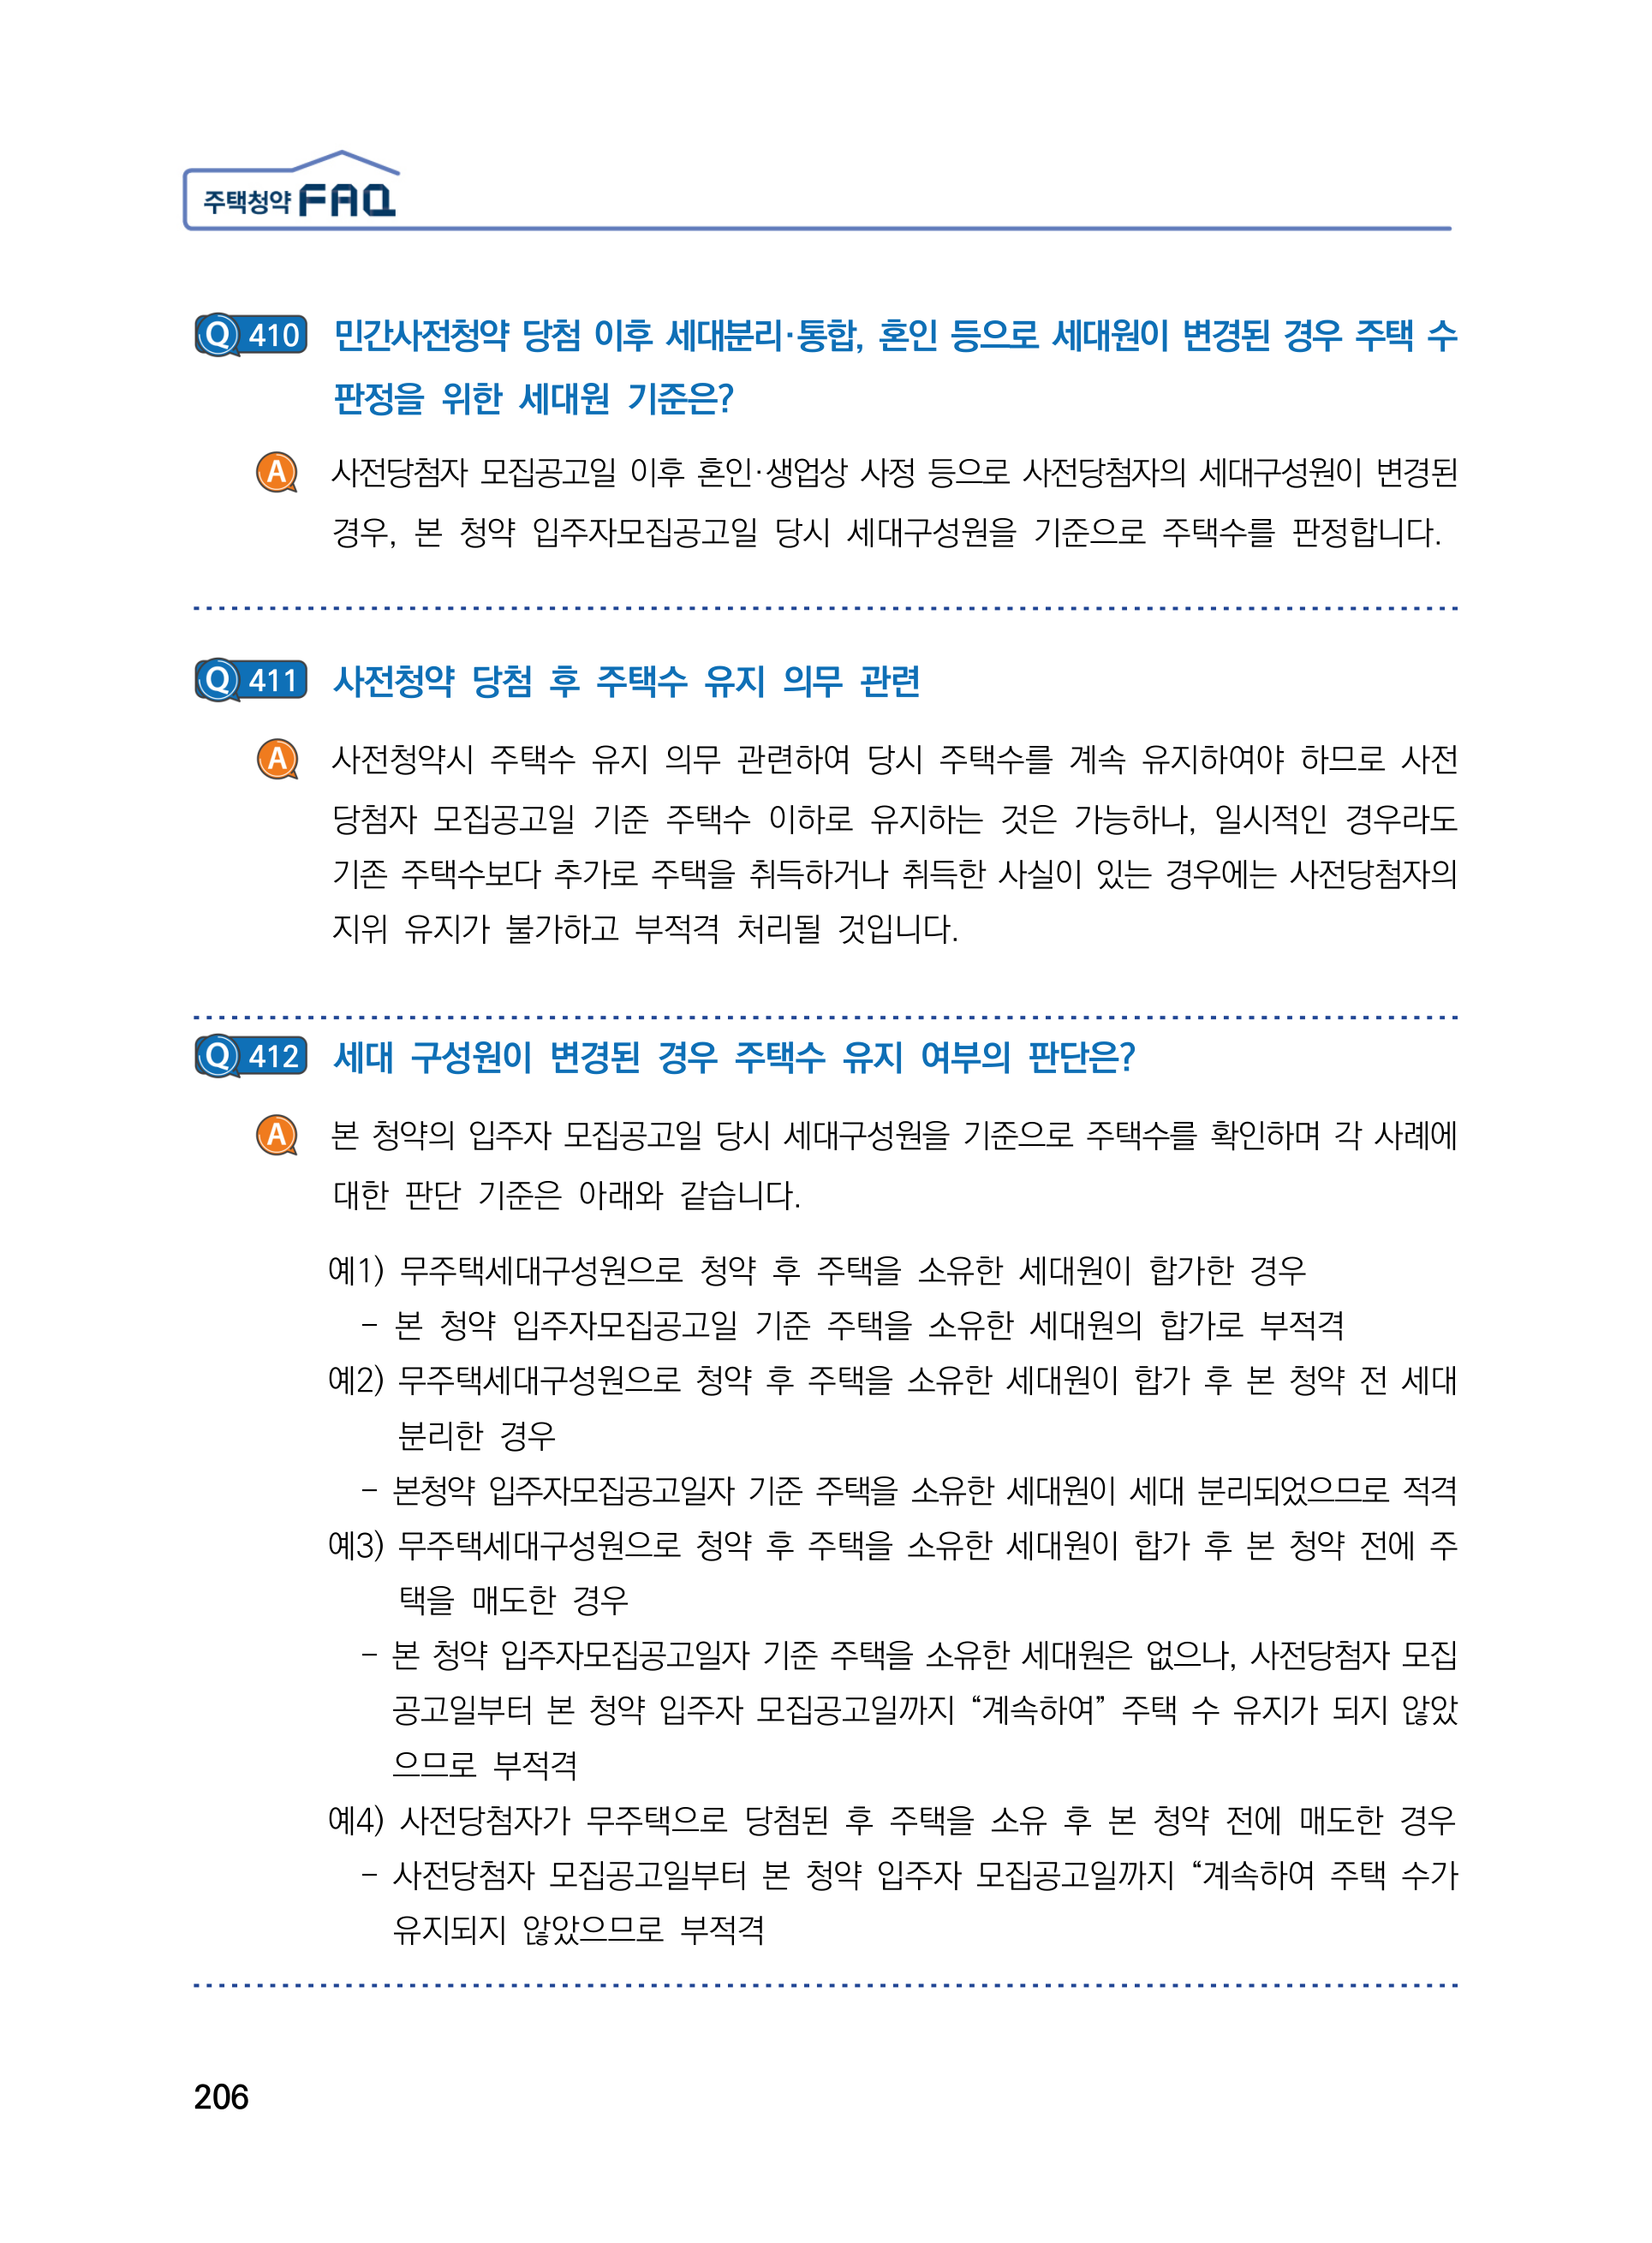 주택청약 FAQ
Q 410 민간사전청약 당첨 이후 세대분리·통합, 혼인 등으로 세대원이 변경된 경우 주택 수
판정을 위한 세대원 기준은?
A 사전당첨자 모집공고일 이후 혼인·생업상 사정 등으로 사전당첨자의 세대구성원이 변경된
경우, 본 청약 입주자모집공고일 당시 세대구성원을 기준으로 주택수를 판정합니다.
Q 411 사전청약 당첨 후 주택수 유지 의무 관련
A 사전청약시 주택수 유지 의무 관련하여 당시 주택수를 계속 유지하여야 하므로 사전
당첨자 모집공고일 기준 주택수 이하로 유지하는 것은 가능하나, 일시적인 경우라도
기존 주택수보다 추가로 주택을 취득하거나 취득한 사실이 있는 경우에는 사전당첨자의
지위 유지가 불가하고 부적격 처리될 것입니다.
Q 412 세대 구성원이 변경된 경우 주택수 유지 여부의 판단은?
A 본 청약의 입주자 모집공고일 당시 세대구성원을 기준으로 주택수를 확인하며 각 사례에
대한 판단 기준은 아래와 같습니다.
예1) 무주택세대구성원으로 청약 후 주택을 소유한 세대원이 합가한 경우
- 본 청약 입주자모집공고일 기준 주택을 소유한 세대원의 합가로 부적격
예2) 무주택세대구성원으로 청약 후 주택을 소유한 세대원이 합가 후 본 청약 전 세대
분리한 경우
- 본청약 입주자모집공고일자 기준 주택을 소유한 세대원이 세대 분리되었으므로 적격
예3) 무주택세대구성원으로 청약 후 주택을 소유한 세대원이 합가 후 본 청약 전에 주
택을 매도한 경우
- 본 청약 입주자모집공고일자 기준 주택을 소유한 세대원은 없으나, 사전당첨자 모집
공고일부터 본 청약 입주자 모집공고일까지 “계속하여” 주택 수 유지가 되지 않았
으므로 부적격
예4) 사전당첨자가 무주택으로 당첨된 후 주택을 소유 후 본 청약 전에 매도한 경우
- 사전당첨자 모집공고일부터 본 청약 입주자 모집공고일까지 “계속하여 주택 수가
유지되지 않았으므로 부적격
206